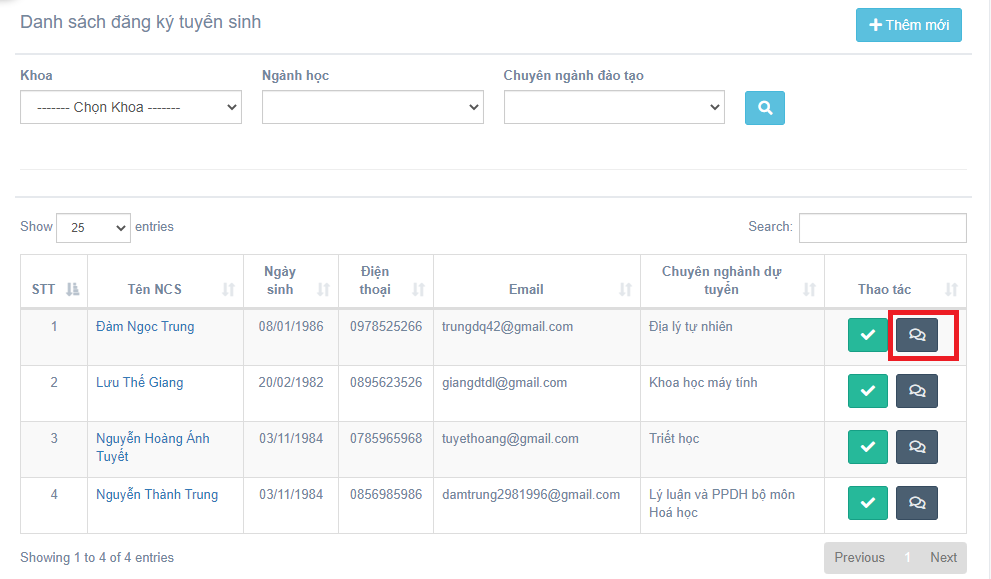 Danh sách đăng ký tuyển sinh
Thêm mới
Khoa Ngành học Chuyên ngành đào tạo
------- Chọn Khoa -------
Show 25 entries Search:
STT Tên NCS Ngày sinh Điện thoại Email Chuyên nghành dự tuyển Thao tác
1 Đàm Ngọc Trung 08/01/1986 0978525266 trungdq42@gmail.com Địa lý tự nhiên
2 Lưu Thế Giang 20/02/1982 0895623526 giangdtdl@gmail.com Khoa học máy tính
3 Nguyễn Hoàng Ánh Tuyết 03/11/1984 0785965968 tuyethoang@gmail.com Triết học
4 Nguyễn Thành Trung 03/11/1984 0856985986 damtrung2981996@gmail.com Lý luận và PPDH bộ môn Hoá học
Showing 1 to 4 of 4 entries Previous 1 Next